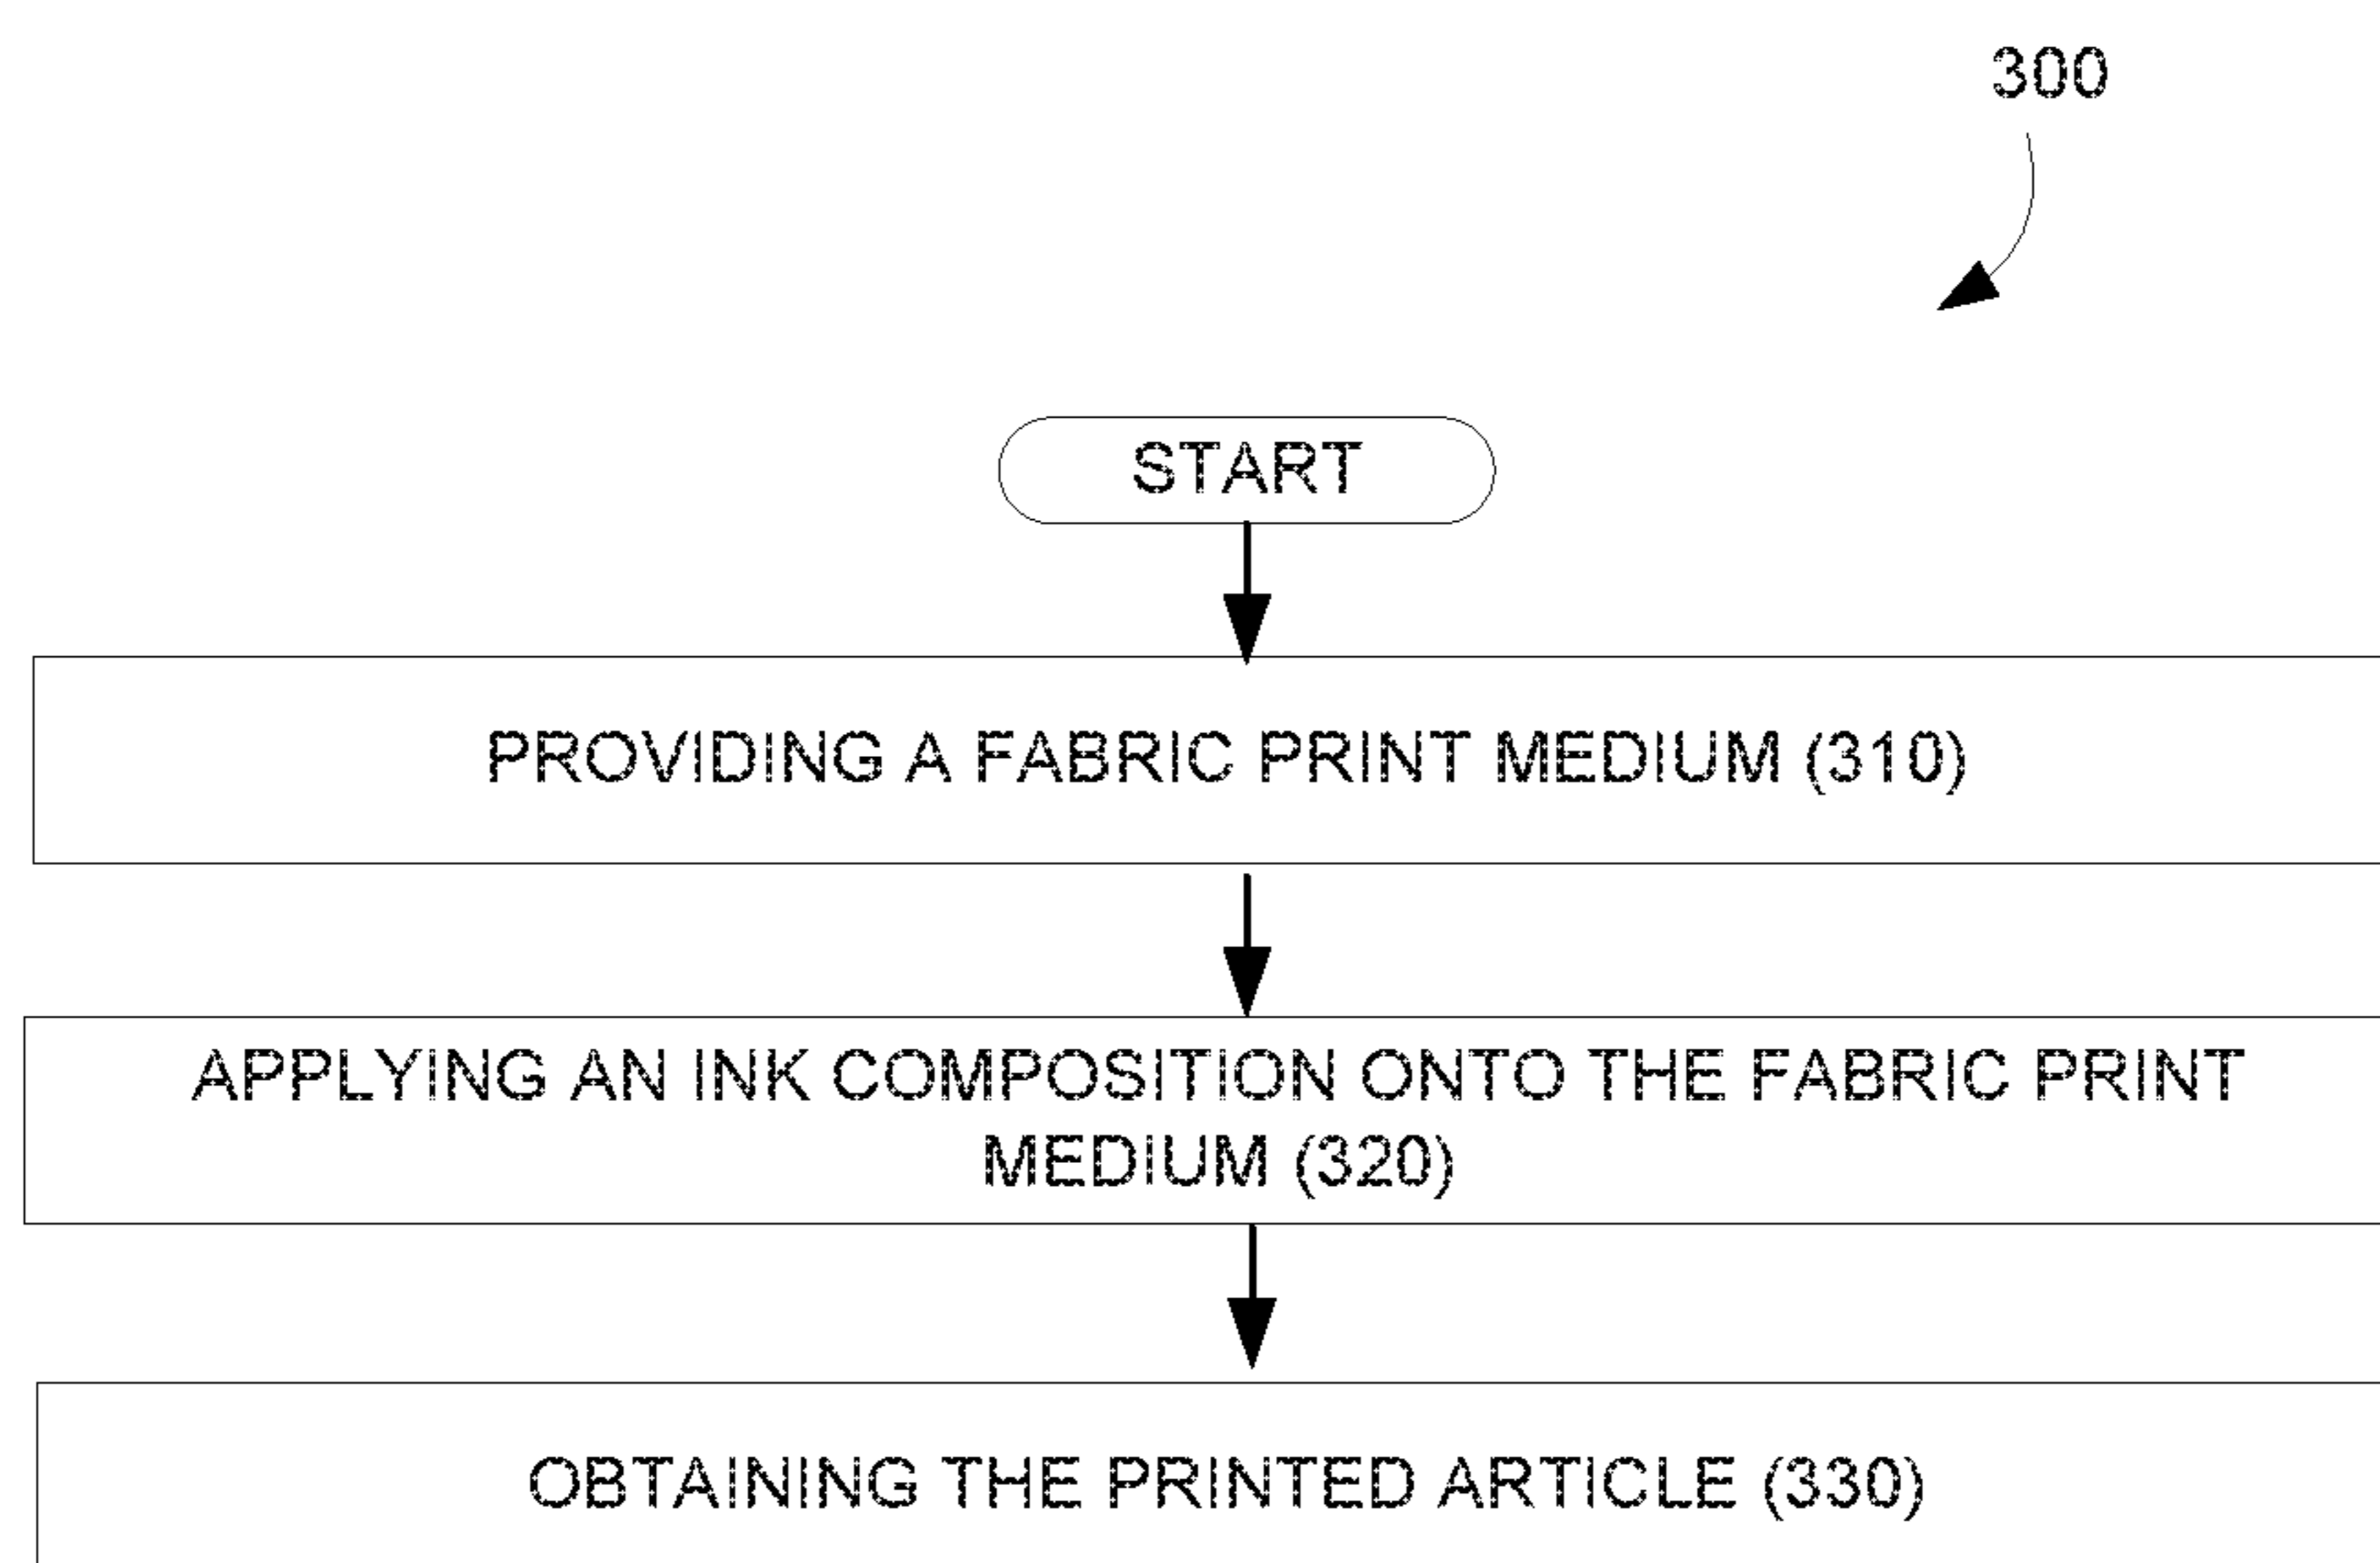 300
START
PROVIDING A FABRIC PRINT MEDIUM (310)
APPLYING AN INK COMPOSITION ONTO THE FABRIC PRINT
MEDIUM (320)
OBTAINING THE PRINTED ARTICLE (330)